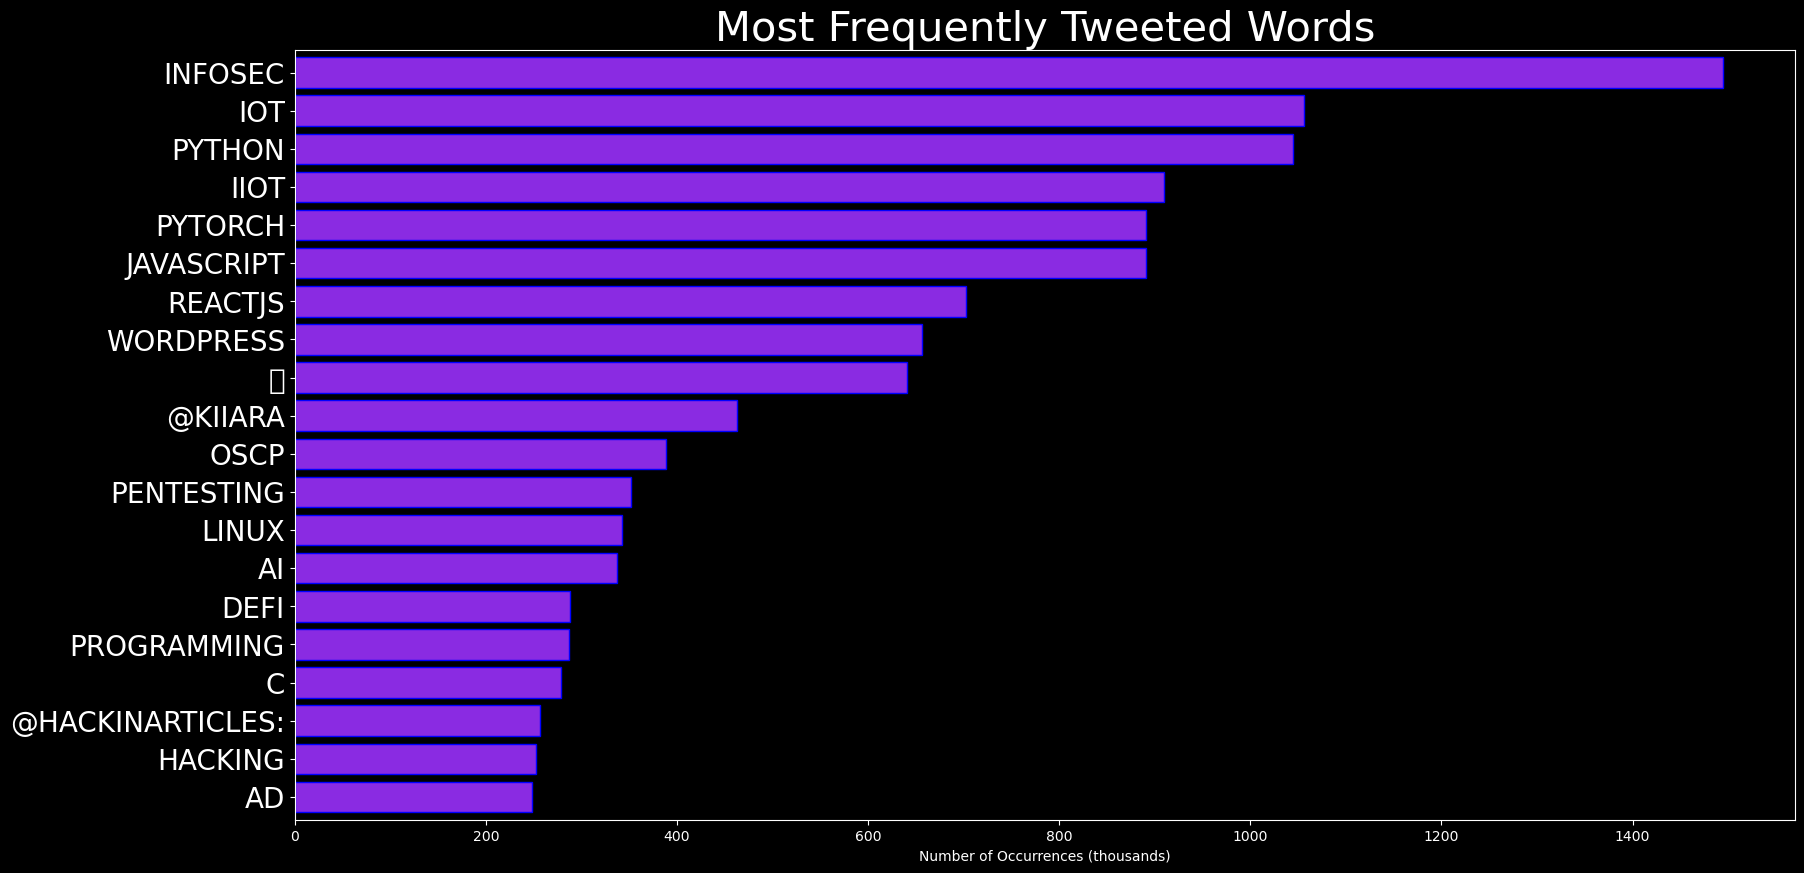 Most Frequently Tweeted Words
INFOSEC
IOT
PYTHON
IIOT
PYTORCH
JAVASCRIPT
REACTJS
WORDPRESS
@KIIARA
OSCP
PENTESTING
LINUX
AI
DEFI
PROGRAMMING
C
@HACKINARTICLES:
HACKING
AD
0 200 400 600 800 1000 1200 1400
Number of Occurrences (thousands)